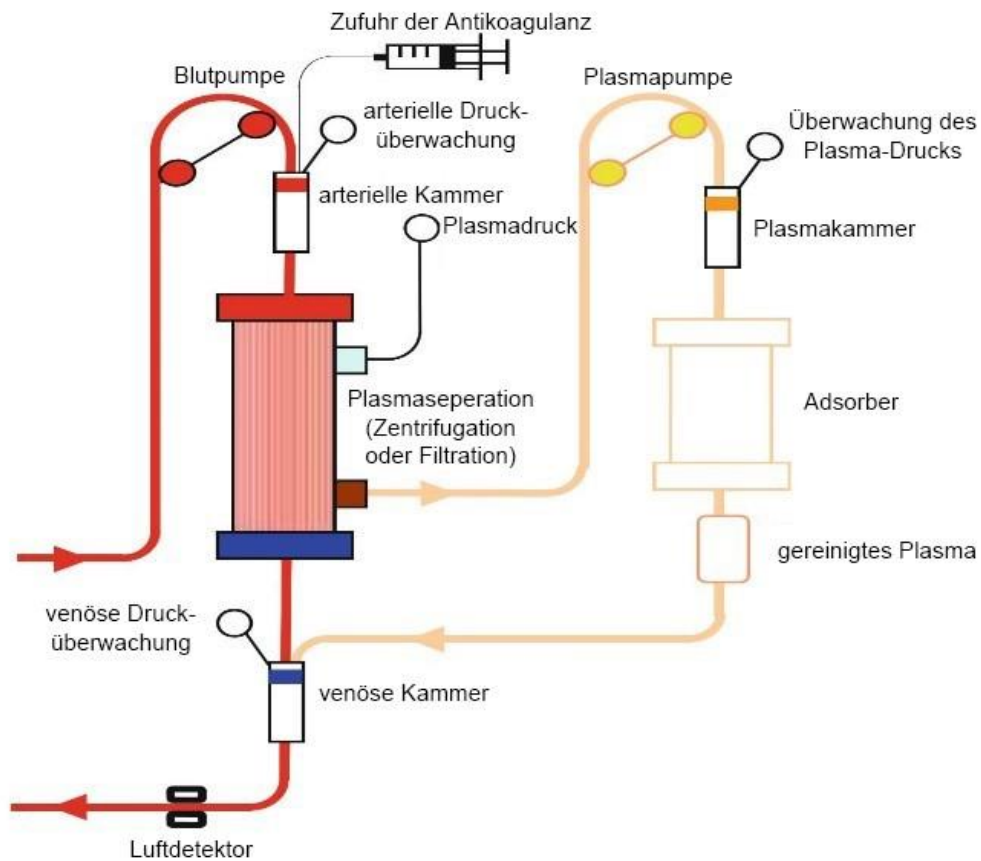 Zufuhr der Antikoagulanz
Blutpumpe
Plasmapumpe
arterielle Druck-
überwachung
Überwachung des
Plasma-Drucks
arterielle Kammer
Plasmadruck
Plasmakammer
Plasmaseperation
(Zentrifugation
oder Filtration)
Adsorber
gereinigtes Plasma
venöse Druck-
überwachung
venöse Kammer
Luftdetektor